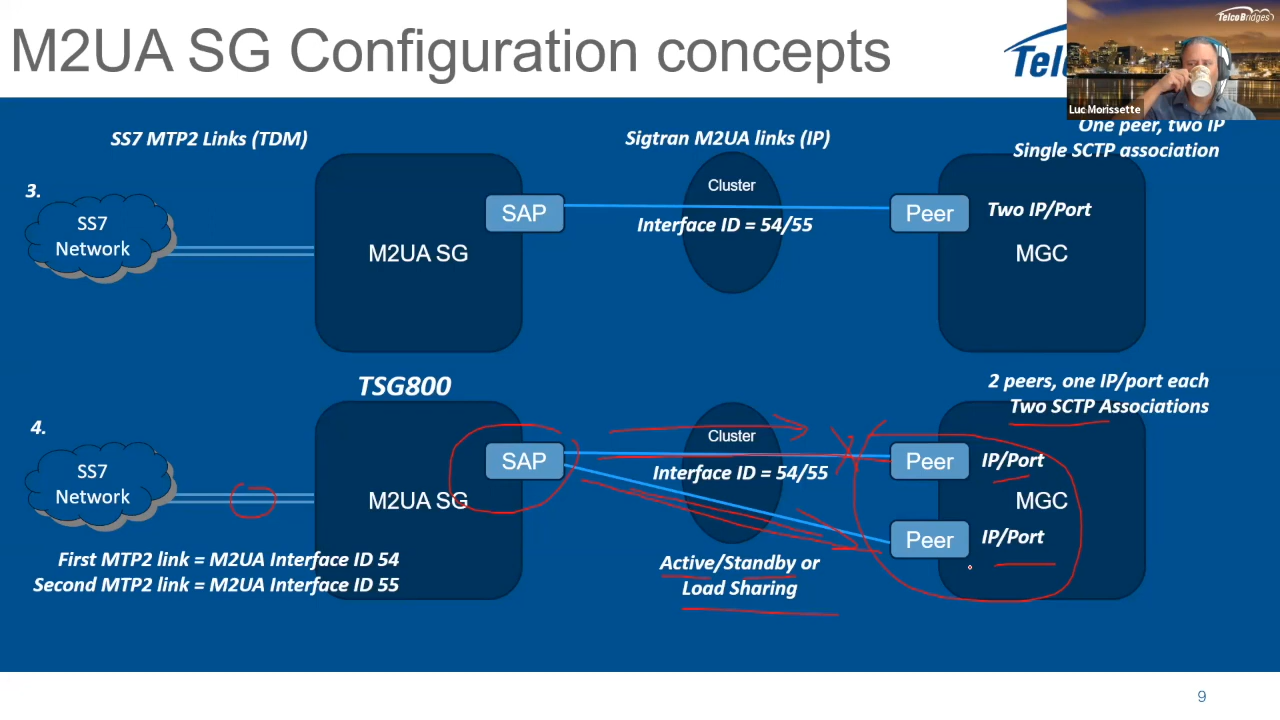 M2UA SG Configuration concepts
TelcoBridges
Luc Morissette
SS7 MTP2 Links (TDM)
Sigtran M2UA links (IP)
One peer, two IP
Single SCTP association
3.
SS7
Network
M2UA SG
SAP
Cluster
Interface ID = 54/55
Peer
Two IP/Port
MGC
TSG800
2 peers, one IP/port each
Two SCTP Associations
4.
SS7
Network
M2UA SG
SAP
Cluster
Interface ID = 54/55
Peer
IP/Port
MGC
Peer
IP/Port
First MTP2 link = M2UA Interface ID 54
Second MTP2 link = M2UA Interface ID 55
Active/Standby or
Load Sharing
9